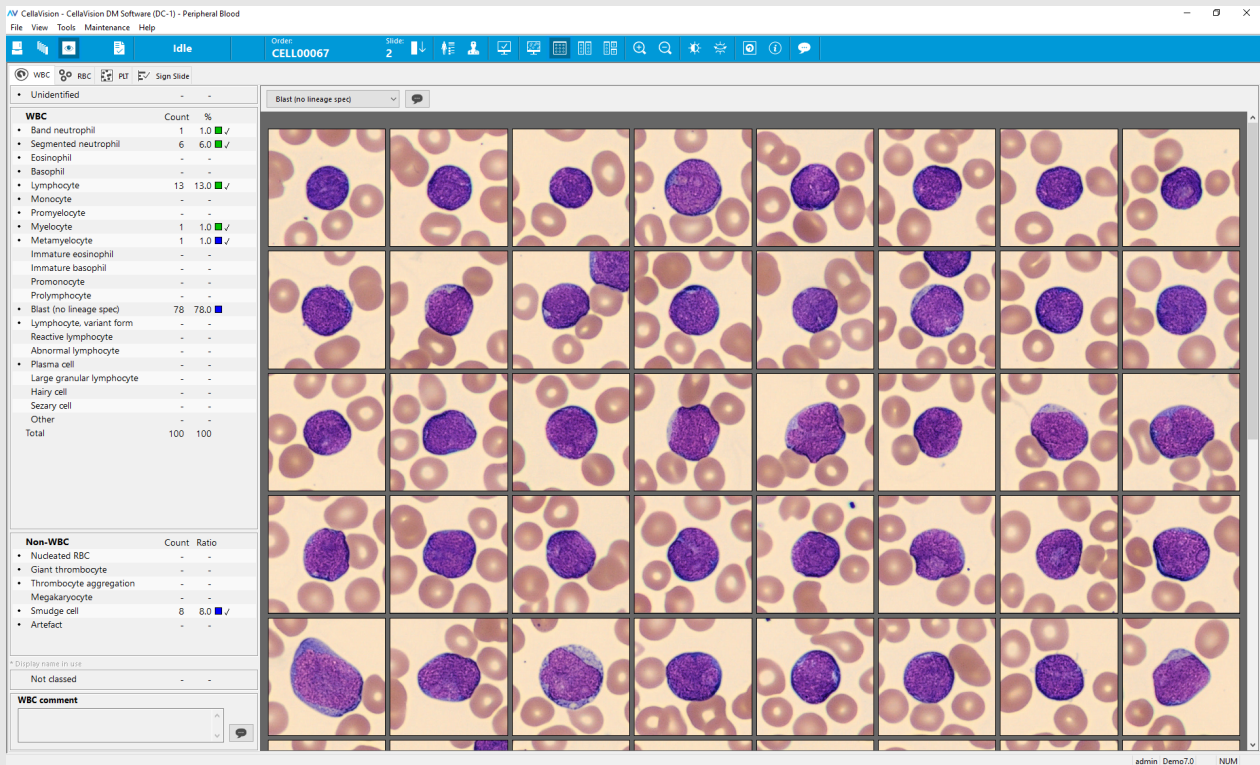 CellaVision - CellaVision DM Software (DC-1) - Peripheral Blood
File View Tools Maintenance Help
Idle
Order:
CELL00067
Slide:
2
WBC RBC PLT Sign Slide
• Unidentified - -
Blast (no lineage spec)
WBC Count %
• Band neutrophil 1 1.0
• Segmented neutrophil 6 6.0
• Eosinophil - -
• Basophil - -
• Lymphocyte 13 13.0
• Monocyte - -
• Promyelocyte - -
• Myelocyte 1 1.0
• Metamyelocyte 1 1.0
Immature eosinophil - -
Immature basophil - -
Promonocyte - -
Prolymphocyte - -
• Blast (no lineage spec) 78 78.0
• Lymphocyte, variant form - -
Reactive lymphocyte - -
Abnormal lymphocyte - -
• Plasma cell - -
Large granular lymphocyte - -
Hairy cell - -
Sezary cell - -
Other - -
Total 100 100
Non-WBC Count Ratio
• Nucleated RBC - -
• Giant thrombocyte - -
• Thrombocyte aggregation - -
Megakaryocyte - -
• Smudge cell 8 8.0
• Artefact - -
* Display name in use
Not classed - -
WBC comment
admin Demo7.0 NUM